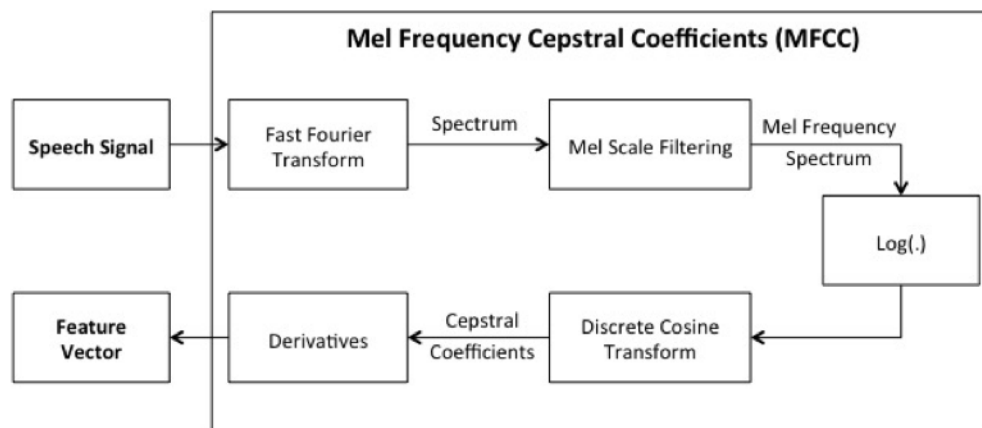 Mel Frequency Cepstral Coefficients (MFCC)
Speech Signal
Fast Fourier
Transform
Spectrum
Mel Scale Filtering
Mel Frequency
Spectrum
Log(.)
Discrete Cosine
Transform
Cepstral
Coefficients
Derivatives
Feature
Vector